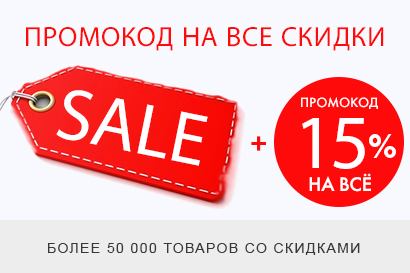 ПРОМОКОД НА ВСЕ СКИДКИ
SALE
+
ПРОМОКОД
15%
НА ВСЁ
БОЛЕЕ 50 000 ТОВАРОВ СО СКИДКАМИ